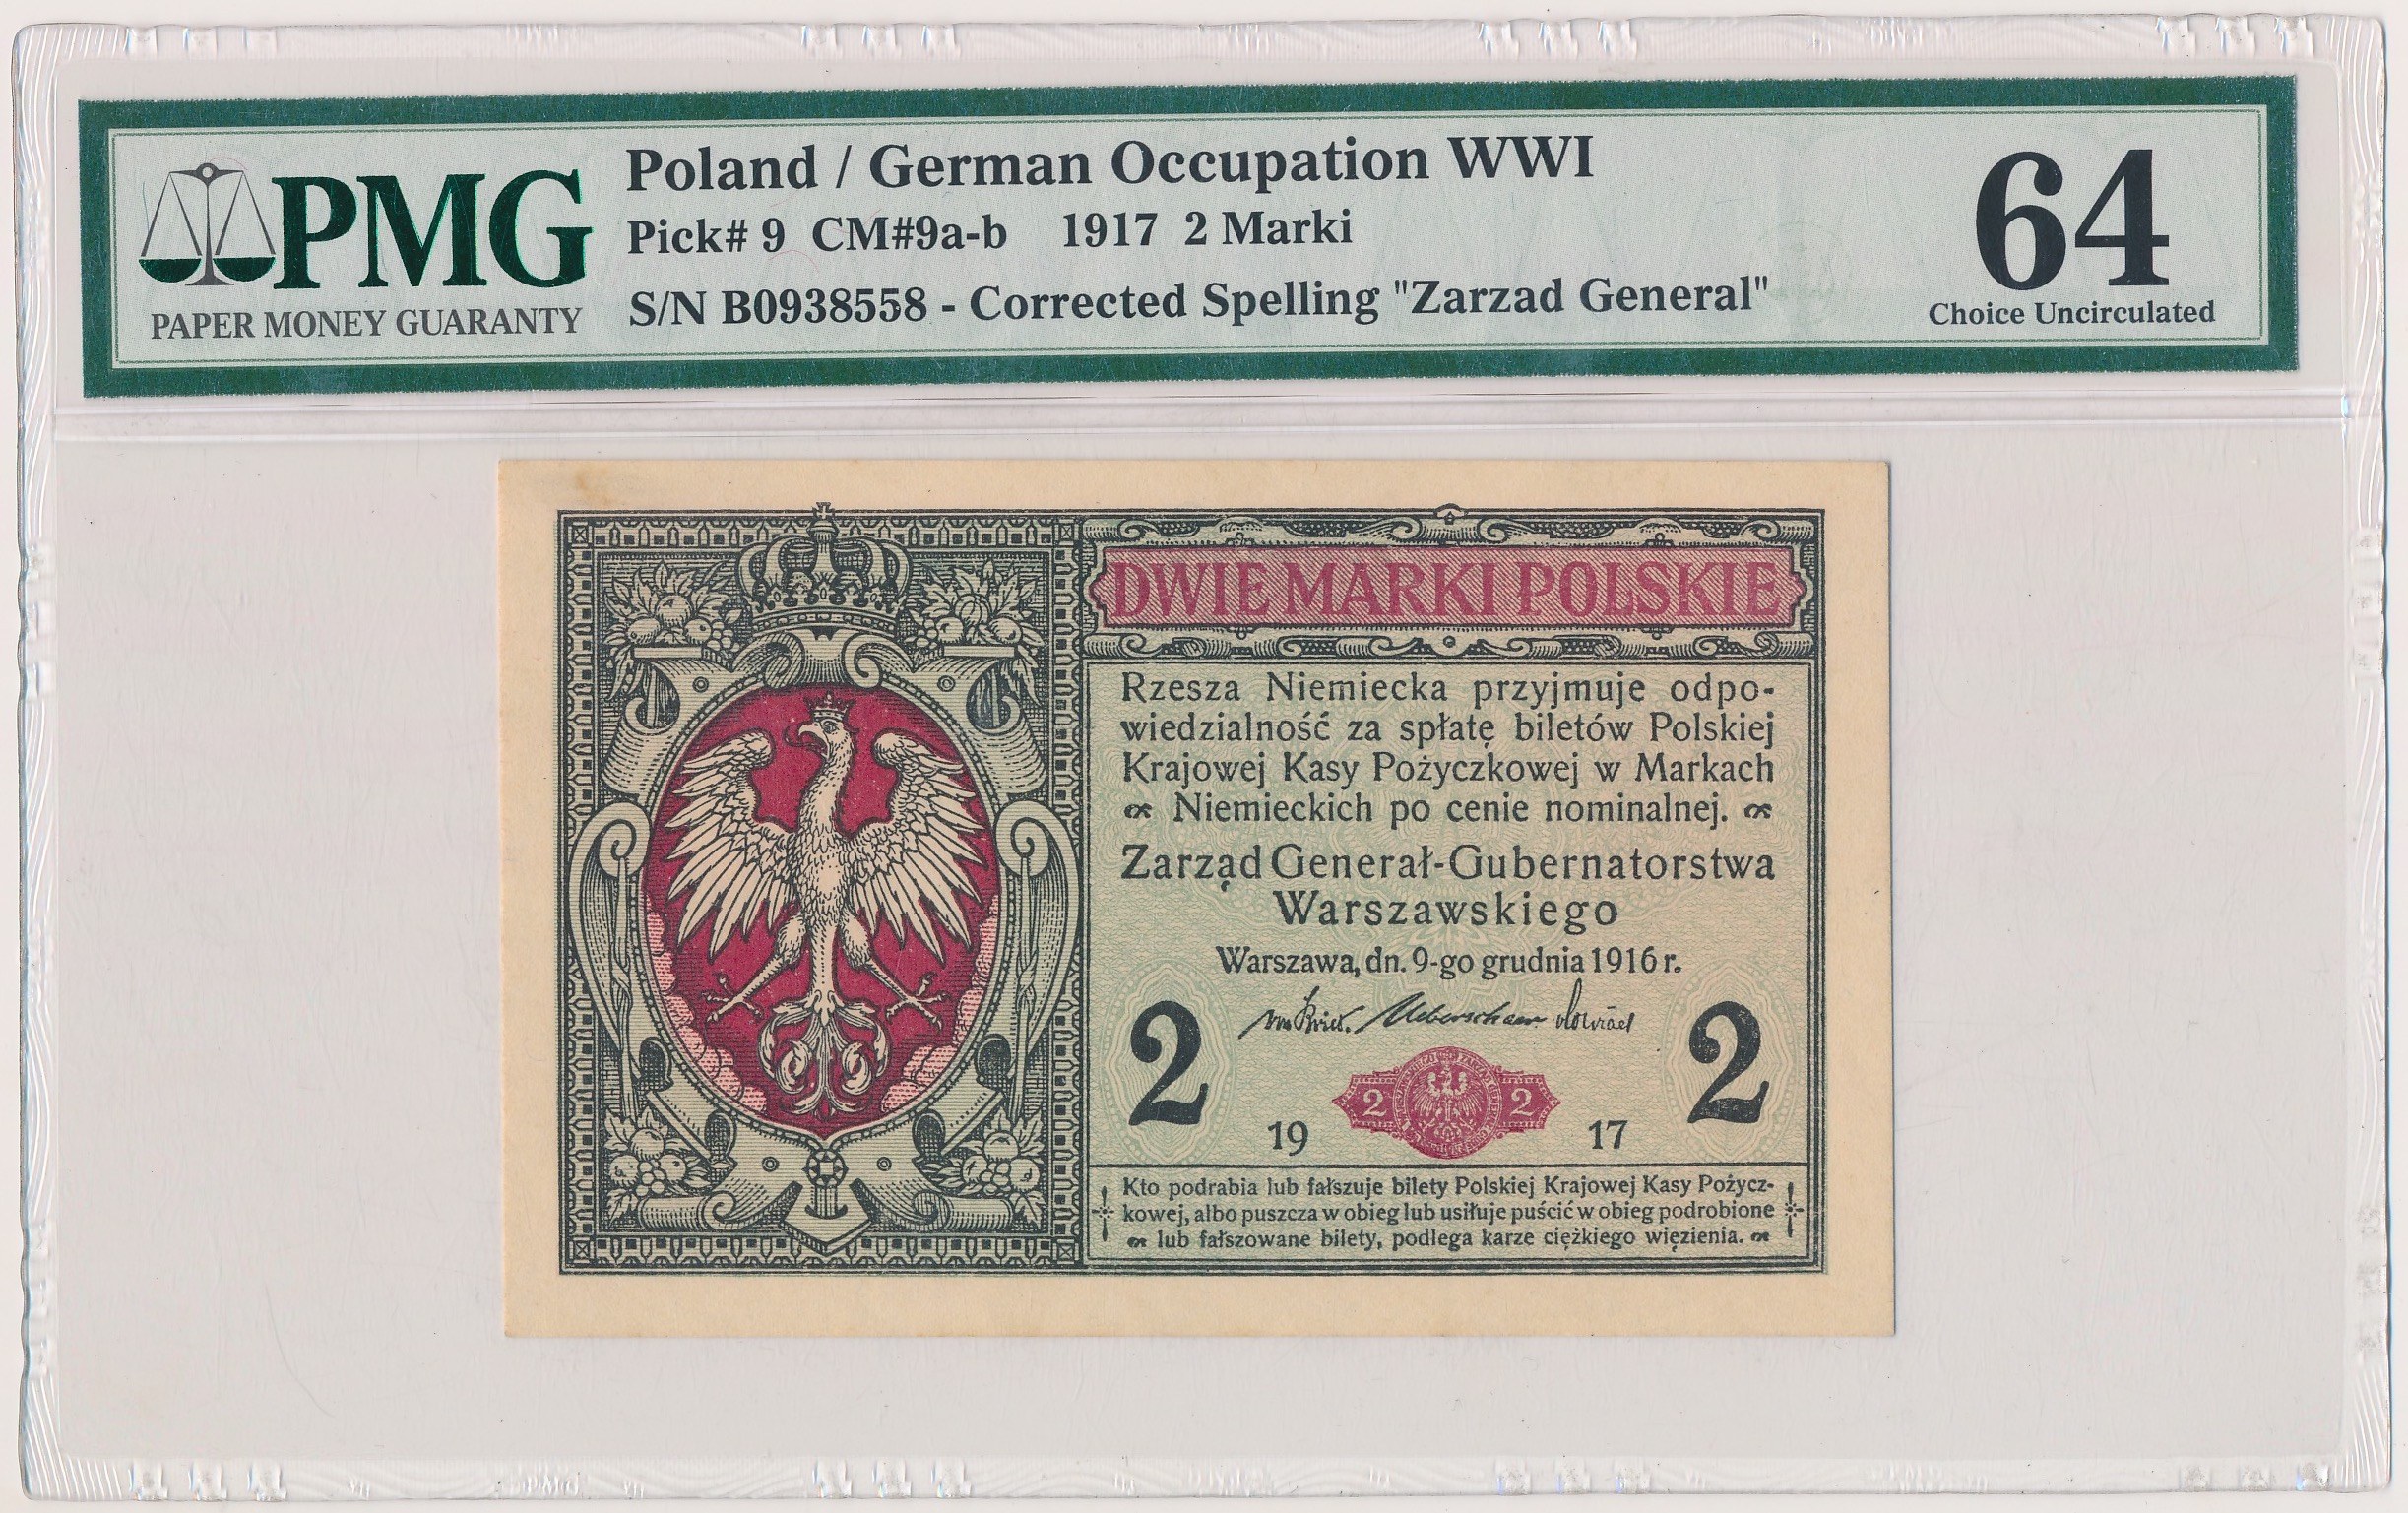 PMG
PAPER MONEY GUARANTY
Poland / German Occupation WWI
Pick# 9 CM#9a-b 1917 2 Marki
S/N B0938558 - Corrected Spelling "Zarzad General"
64
Choice Uncirculated
DWIE MARKI POLSKIE
Rzesza Niemiecka przyjmuje odpo-
wiedzialność za spłatę biletów Polskiej
Krajowej Kasy Pożyczkowej w Markach
Niemieckich po cenie nominalnej.
Zarząd Generał-Gubernatorstwa
Warszawskiego
Warszawa, dn. 9-go grudnia 1916 r.
2 2
2 2
19 17
Kto podrabia lub fałszuje bilety Polskiej Krajowej Kasy Pożycz-
kowej, albo puszcza w obieg lub usiłuje puścić w obieg podrobione
lub fałszowane bilety, podlega karze ciężkiego więzienia.